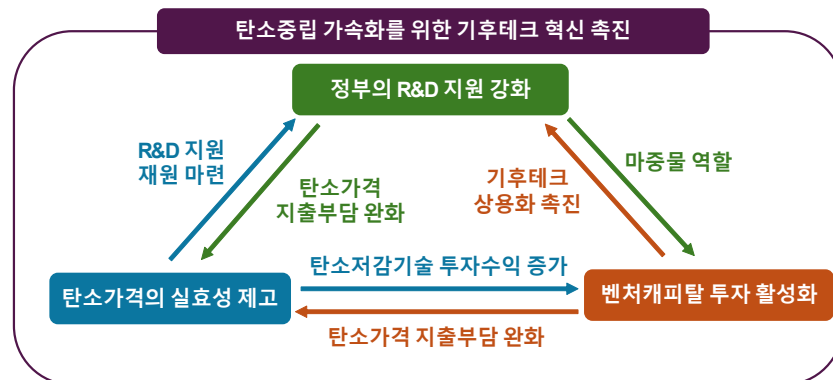 탄소중립 가속화를 위한 기후테크 혁신 촉진
정부의 R&D 지원 강화
R&D 지원
재원 마련
탄소가격
지출부담 완화
기후테크
상용화 촉진
마중물 역할
탄소저감기술 투자수익 증가
탄소가격의 실효성 제고
벤처캐피탈 투자 활성화
탄소가격 지출부담 완화